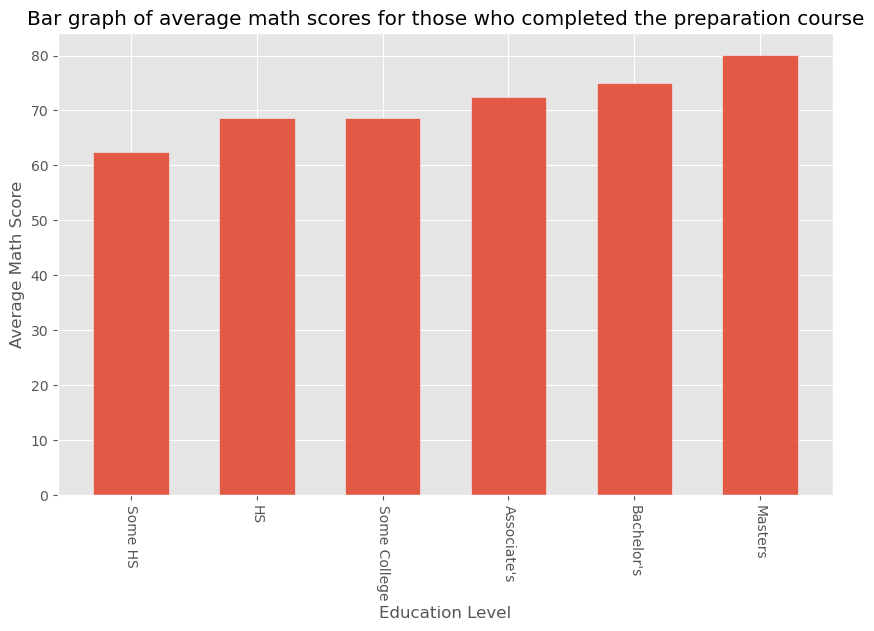 Bar graph of average math scores for those who completed the preparation course
80
70
60
50
40
30
20
10
0
Average Math Score
Some HS
HS
Some College
Associate's
Bachelor's
Masters
Education Level